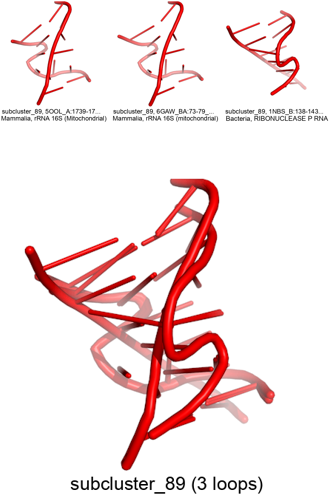 subcluster_89, 5OOL_A:1739-17...
Mammalia, rRNA 16S (Mitochondrial)
subcluster_89, 6GAW_BA:73-79_...
Mammalia, rRNA 16S (mitochondrial)
subcluster_89, 1NBS_B:138-143...
Bacteria, RIBONUCLEASE P RNA
subcluster_89 (3 loops)